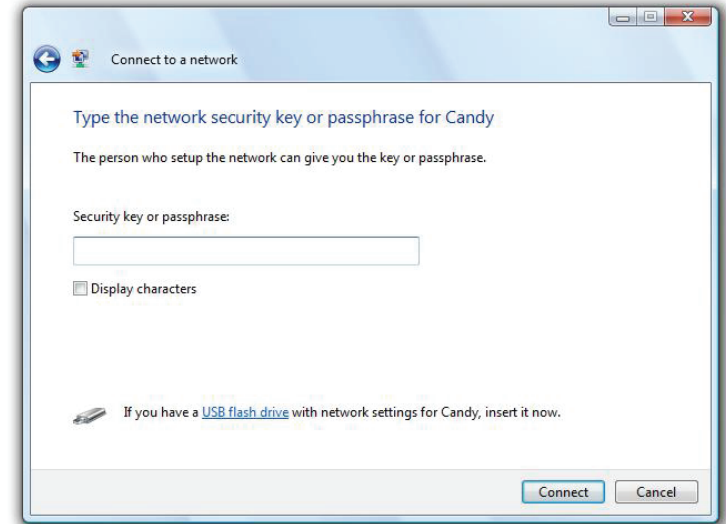 Connect to a network
Type the network security key or passphrase for Candy
The person who setup the network can give you the key or passphrase.
Security key or passphrase:
Display characters
If you have a USB flash drive with network settings for Candy, insert it now.
Connect Cancel